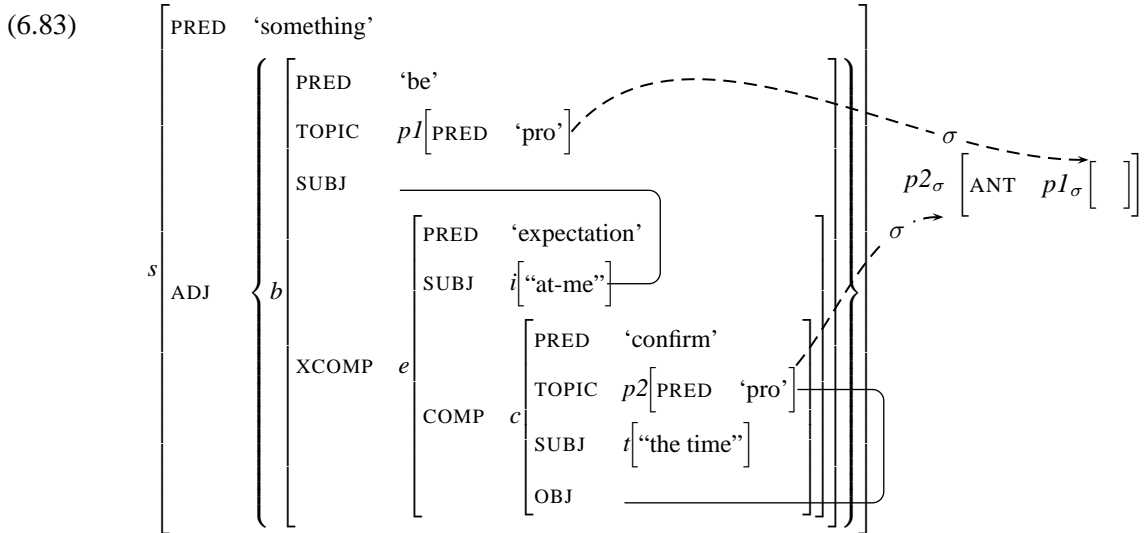 (6.83)
PRED ‘something’
PRED ‘be’
TOPIC p1[PRED ‘pro’]
σ
SUBJ
p2σ [ANT p1σ[ ]]
PRED ‘expectation’
σ
s
SUBJ i[“at-me”]
ADJ { b
PRED ‘confirm’
XCOMP e
TOPIC p2[PRED ‘pro’]
COMP c
SUBJ t[“the time”]
OBJ